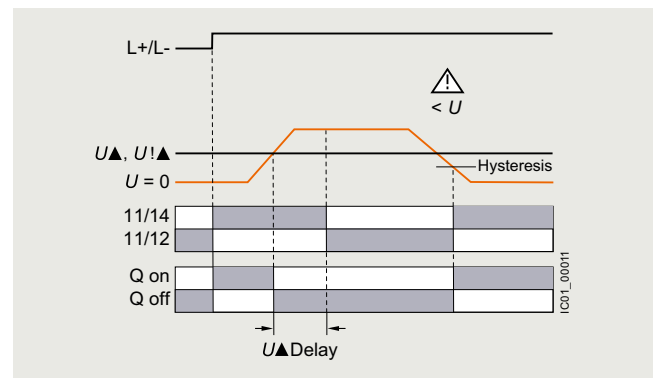 L+/L-
! 
< U
U▲, U!▲
Hysteresis
U = 0
11/14
11/12
Q on
Q off
IC01_00011
U▲Delay